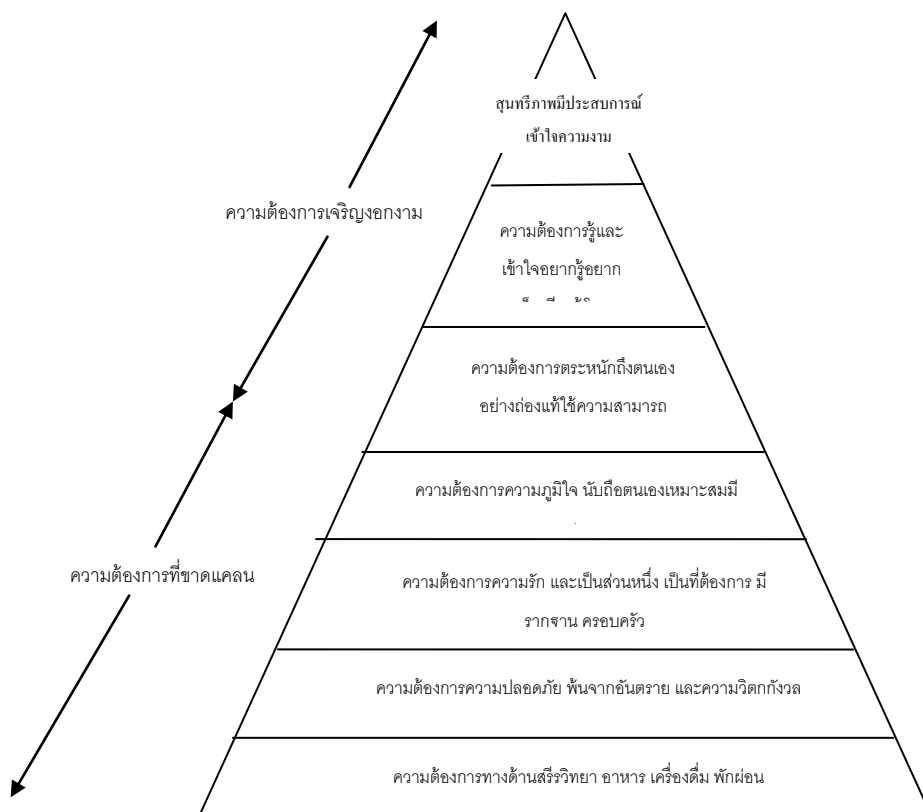 สุนทรีภาพมีประสบการณ์
เข้าใจความงาม
ความต้องการเจริญงอกงาม
ความต้องการรู้และ
เข้าใจอยากรู้อยาก
ความต้องการตระหนักถึงตนเอง
อย่างถ่องแท้ใช้ความสามารถ
ความต้องการความภูมิใจ นับถือตนเองเหมาะสมมี
ความต้องการที่ขาดแคลน
ความต้องการความรัก และเป็นส่วนหนึ่ง เป็นที่ต้องการ มี
รากฐาน ครอบครัว
ความต้องการความปลอดภัย พ้นจากอันตราย และความวิตกกังวล
ความต้องการทางด้านสรีรวิทยา อาหาร เครื่องดื่ม พักผ่อน